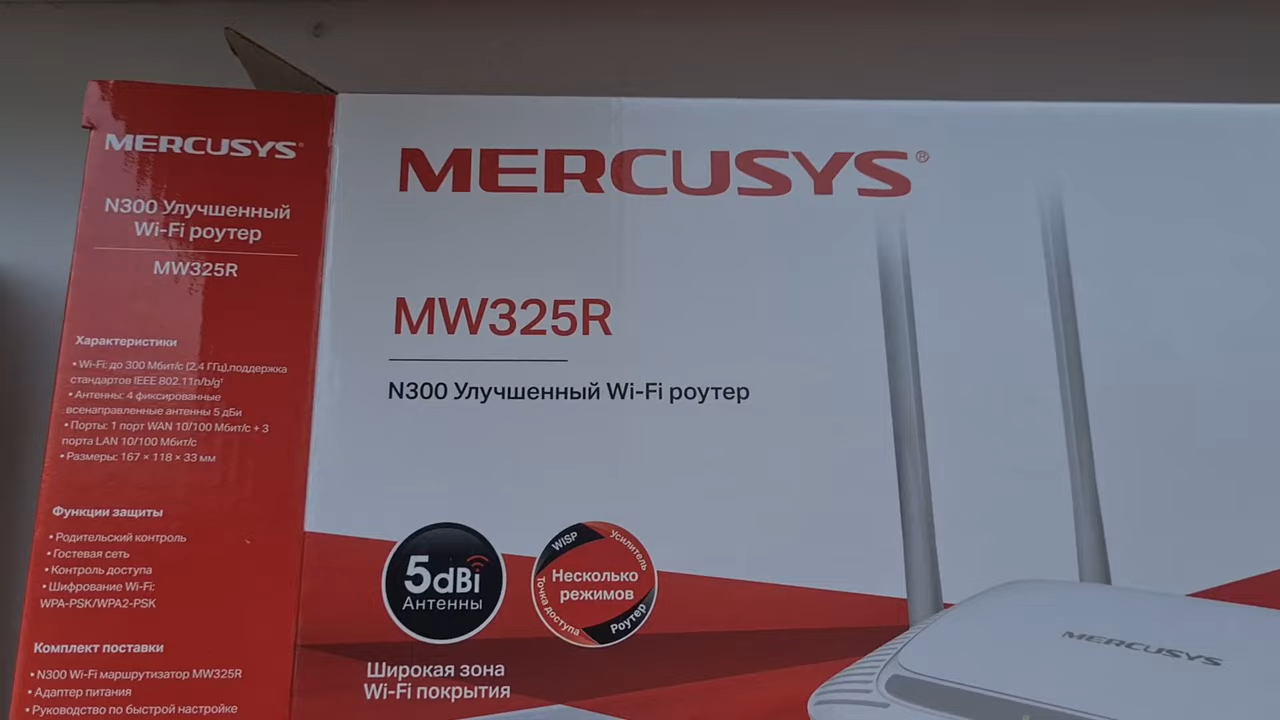 MERCUSYS®
N300 Улучшенный
Wi-Fi роутер
MW325R
Характеристики
• Wi-Fi: до 300 Мбит/с (2,4 ГГц),поддержка
стандартов IEEE 802.11n/b/g†
• Антенны: 4 фиксированные
всенаправленные антенны 5 дБи
• Порты: 1 порт WAN 10/100 Мбит/с + 3
порта LAN 10/100 Мбит/с
• Размеры: 167 × 118 × 33 мм
Функции защиты
• Родительский контроль
• Гостевая сеть
• Контроль доступа
• Шифрование Wi-Fi:
WPA-PSK/WPA2-PSK
Комплект поставки
• N300 Wi-Fi маршрутизатор MW325R
• Адаптер питания
• Руководство по быстрой настройке
MERCUSYS®
MW325R
N300 Улучшенный Wi-Fi роутер
5dBi
Антенны
Широкая зона
Wi-Fi покрытия
WISP
Усилитель
Несколько
режимов
Точка доступа
Роутер
MERCUSYS